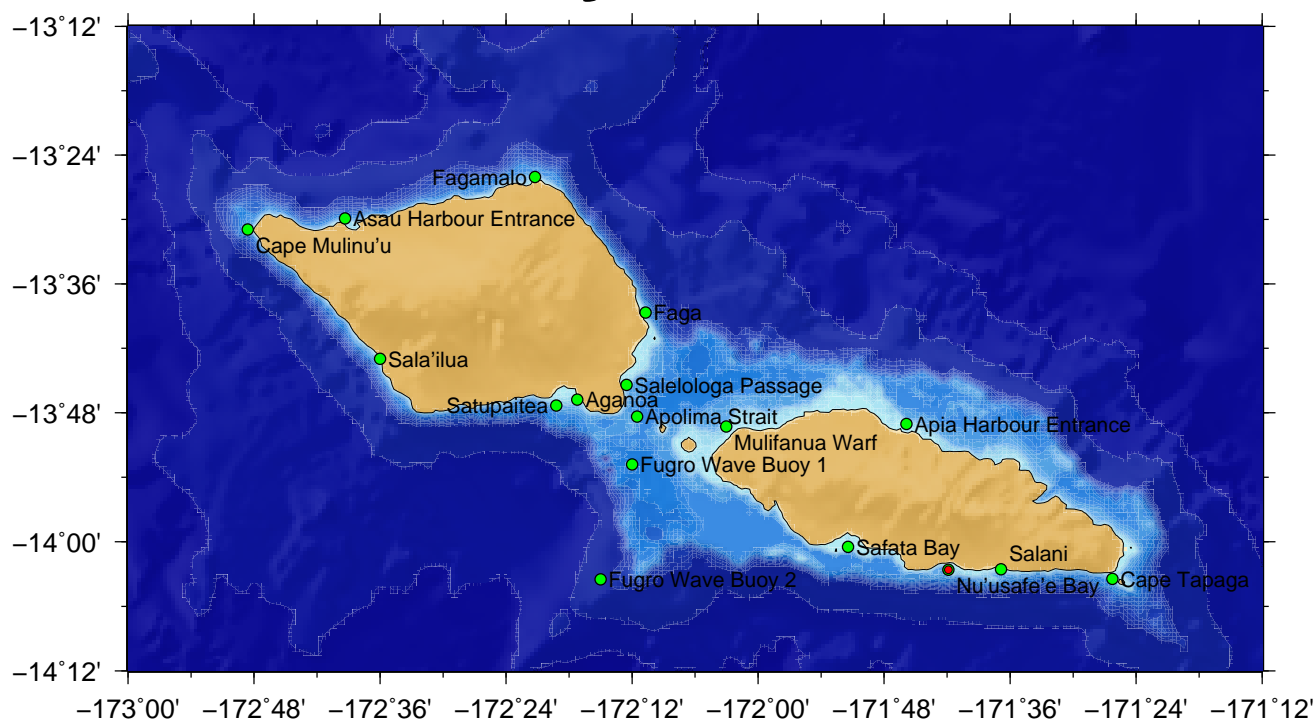 −13˚12'
−13˚24'
−13˚36'
−13˚48'
−14˚00'
−14˚12'
Fagamalo
Asau Harbour Entrance
Cape Mulinu’u
Faga
Sala’ilua
Salelologa Passage
Satupaitea
Aganoa
Apolima Strait
Mulifanua Warf
Apia Harbour Entrance
Fugro Wave Buoy 1
Safata Bay
Salani
Fugro Wave Buoy 2
Nu’usafe’e Bay
Cape Tapaga
−173˚00' −172˚48' −172˚36' −172˚24' −172˚12' −172˚00' −171˚48' −171˚36' −171˚24' −171˚12'